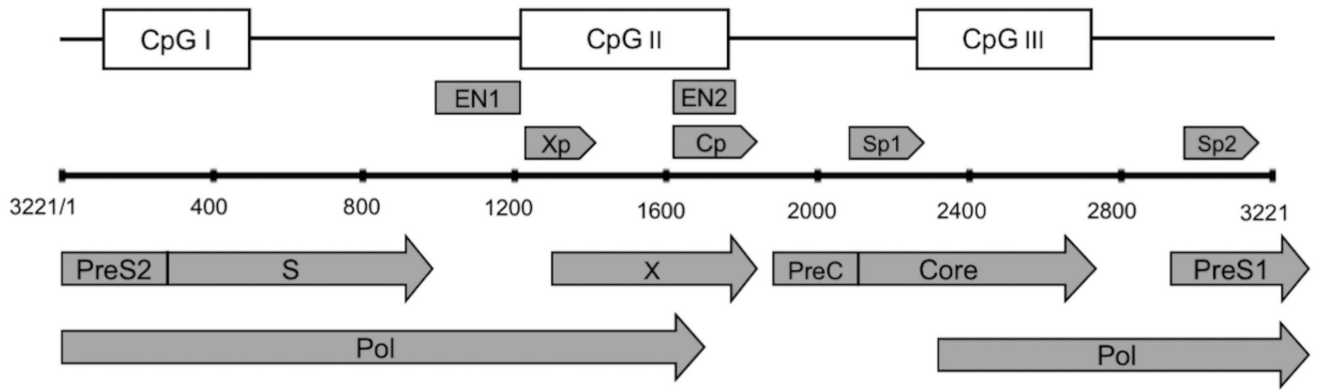 CpG I CpG II CpG III
EN1 EN2
Xp Cp Sp1 Sp2
3221/1 400 800 1200 1600 2000 2400 2800 3221
PreS2 S X PreC Core PreS1
Pol Pol